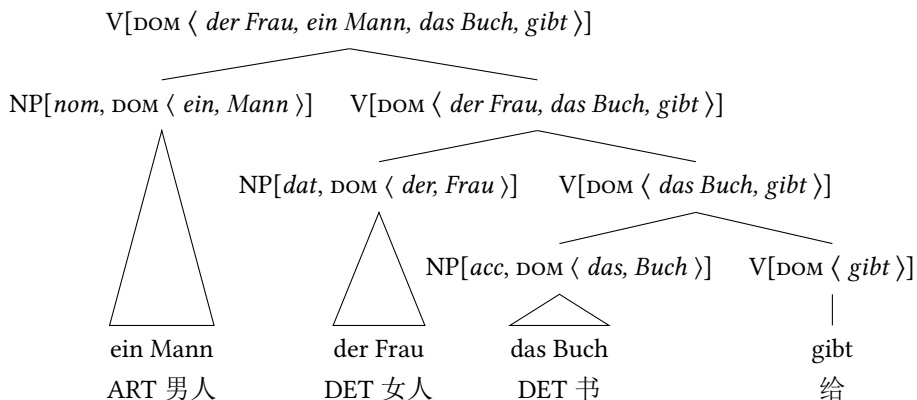 V[DOM ⟨ der Frau, ein Mann, das Buch, gibt ⟩]
NP[nom, DOM ⟨ ein, Mann ⟩] V[DOM ⟨ der Frau, das Buch, gibt ⟩]
NP[dat, DOM ⟨ der, Frau ⟩] V[DOM ⟨ das Buch, gibt ⟩]
NP[acc, DOM ⟨ das, Buch ⟩] V[DOM ⟨ gibt ⟩]
ein Mann der Frau das Buch gibt
ART 男人 DET 女人 DET 书 给